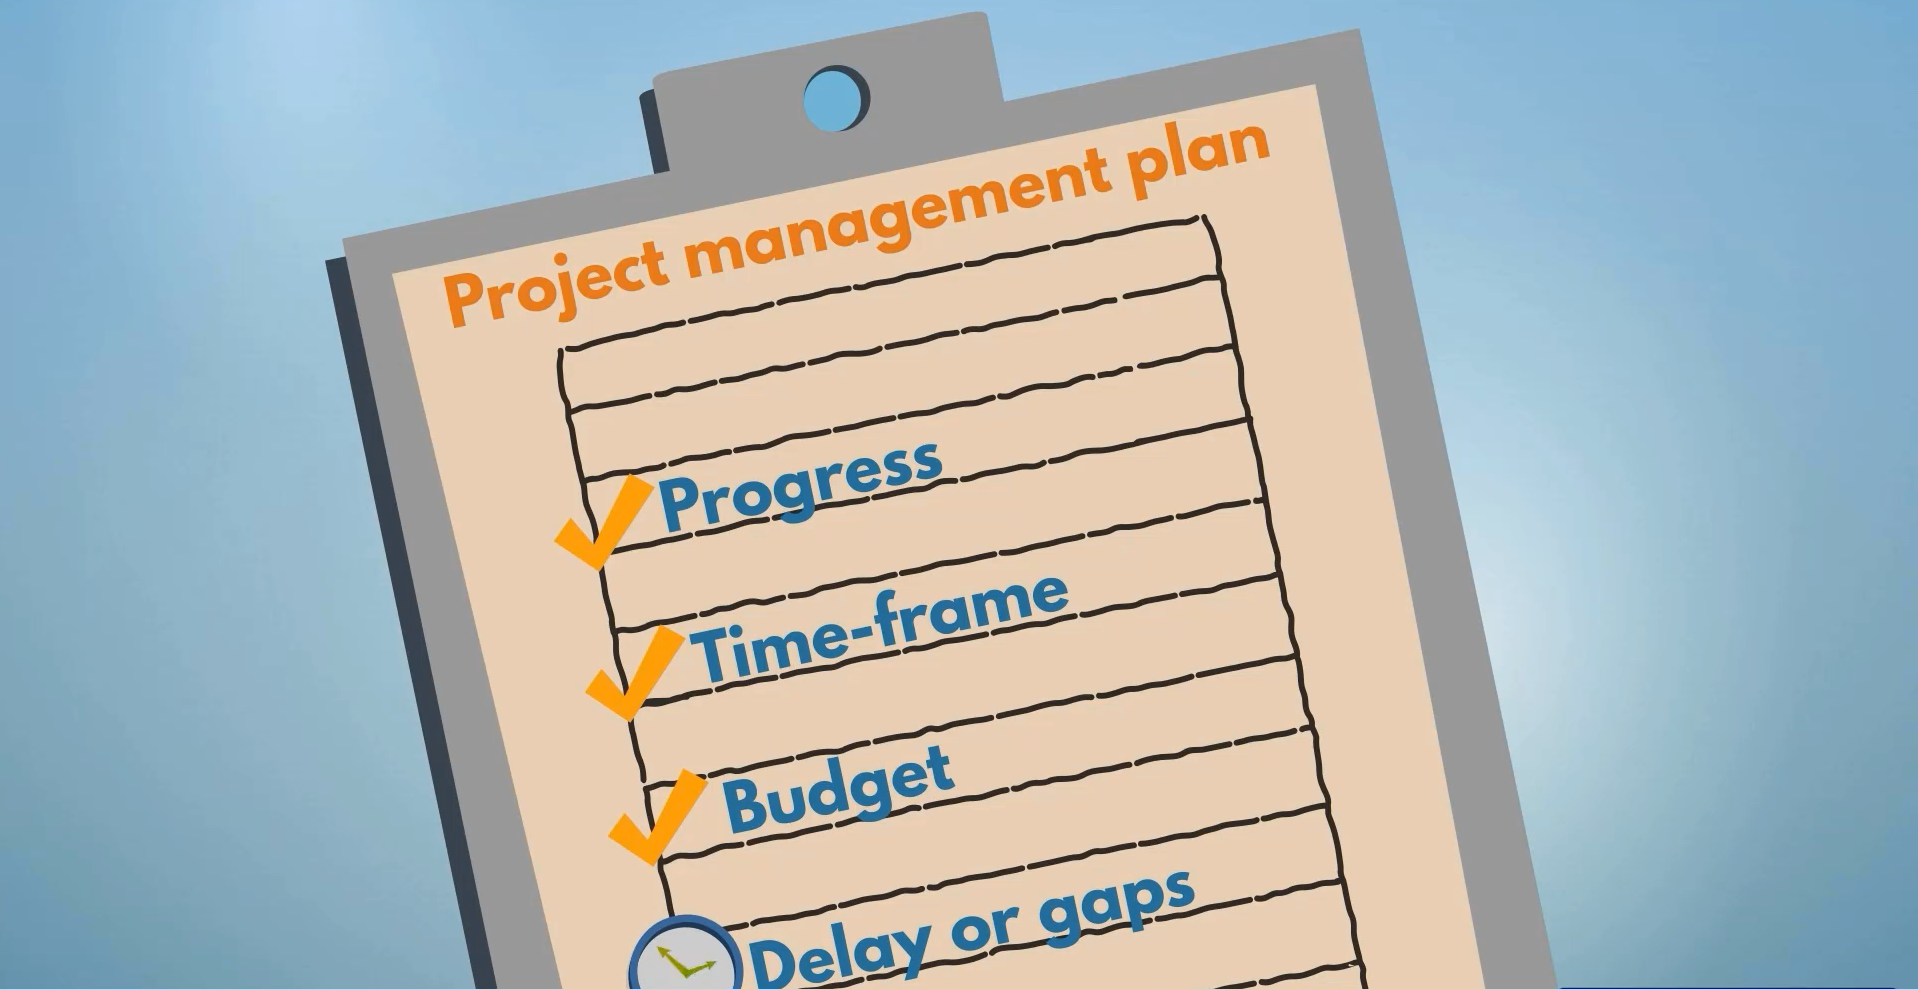 Project management plan
Progress
Time-frame
Budget
Delay or gaps